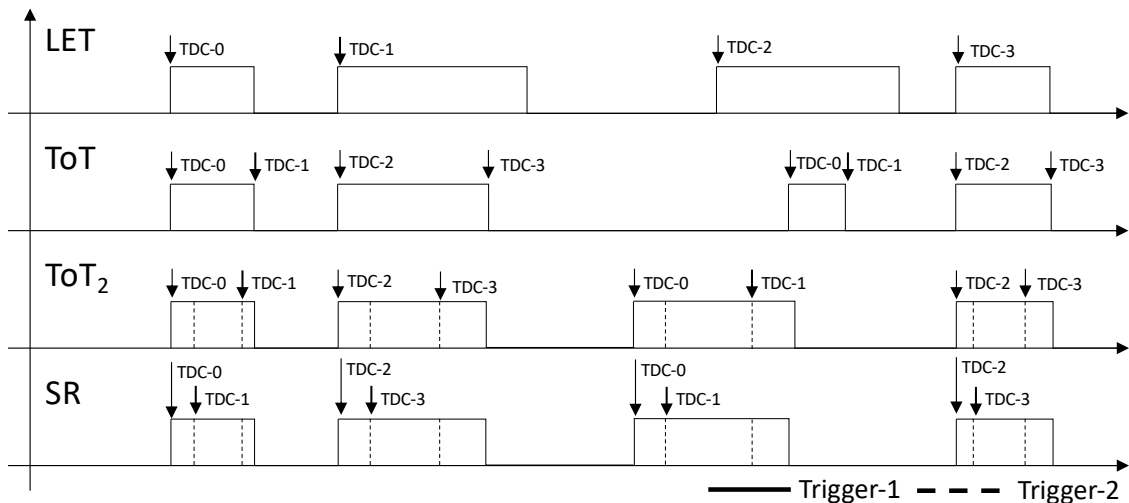 LET
TDC-0 TDC-1 TDC-2 TDC-3
ToT
TDC-0 TDC-1 TDC-2 TDC-3 TDC-0 TDC-1 TDC-2 TDC-3
ToT₂
TDC-0 TDC-1 TDC-2 TDC-3 TDC-0 TDC-1 TDC-2 TDC-3
SR
TDC-0 TDC-2 TDC-0 TDC-2
TDC-1 TDC-3 TDC-1 TDC-3
Trigger-1 Trigger-2